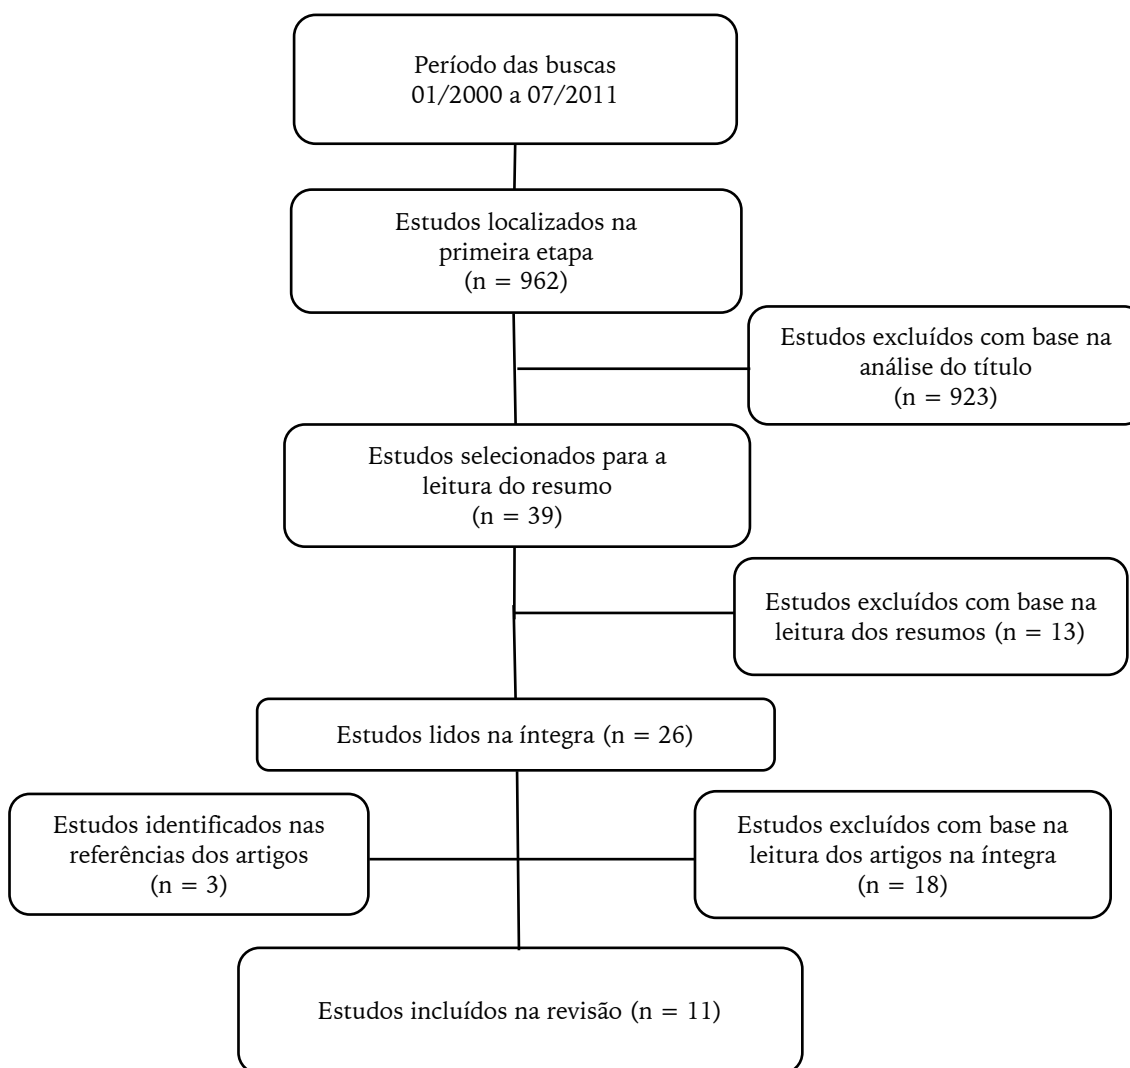 Período das buscas
01/2000 a 07/2011
Estudos localizados na
primeira etapa
(n = 962)
Estudos excluídos com base na
análise do título
(n = 923)
Estudos selecionados para a
leitura do resumo
(n = 39)
Estudos excluídos com base na
leitura dos resumos (n = 13)
Estudos lidos na íntegra (n = 26)
Estudos identificados nas
referências dos artigos
(n = 3)
Estudos excluídos com base na
leitura dos artigos na íntegra
(n = 18)
Estudos incluídos na revisão (n = 11)